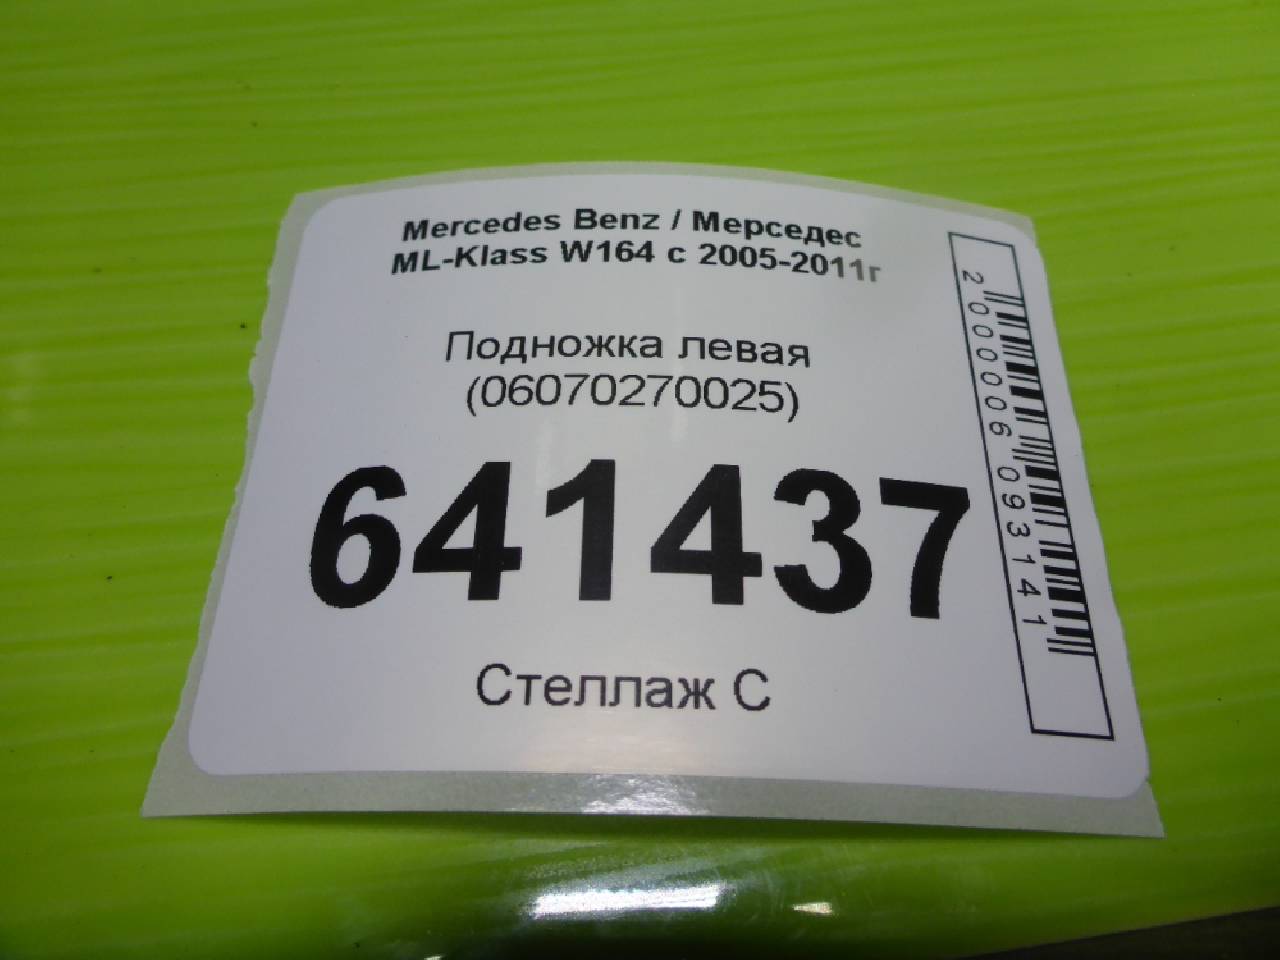 Mercedes Benz / Мерседес
ML-Klass W164 с 2005-2011г
Подножка левая
(06070270025)
641437
Стеллаж С
2000006093141